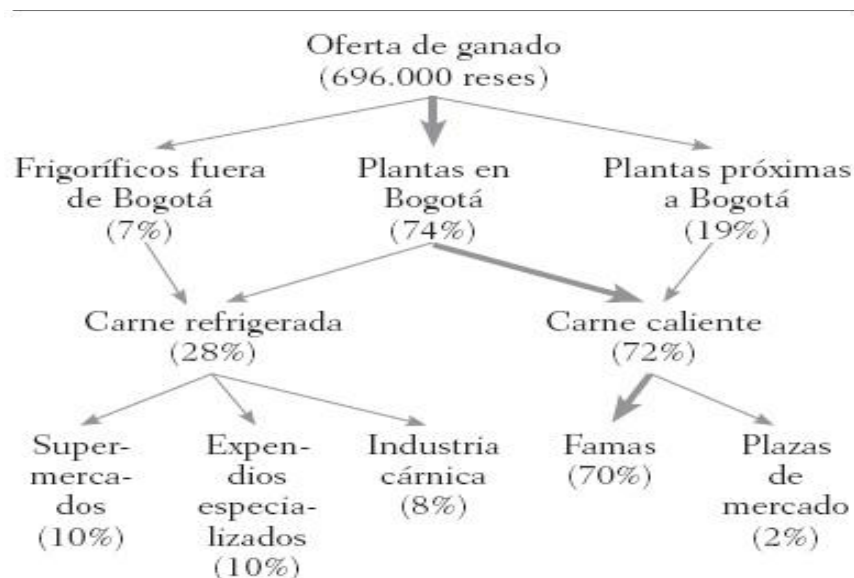 Oferta de ganado
(696.000 reses)
Frigoríficos fuera
de Bogotá
(7%)
Plantas en
Bogotá
(74%)
Plantas próximas
a Bogotá
(19%)
Carne refrigerada
(28%)
Carne caliente
(72%)
Super-
merca-
dos
(10%)
Expen-
dios
especia-
lizados
(10%)
Industria
cárnica
(8%)
Famas
(70%)
Plazas
de
mercado
(2%)